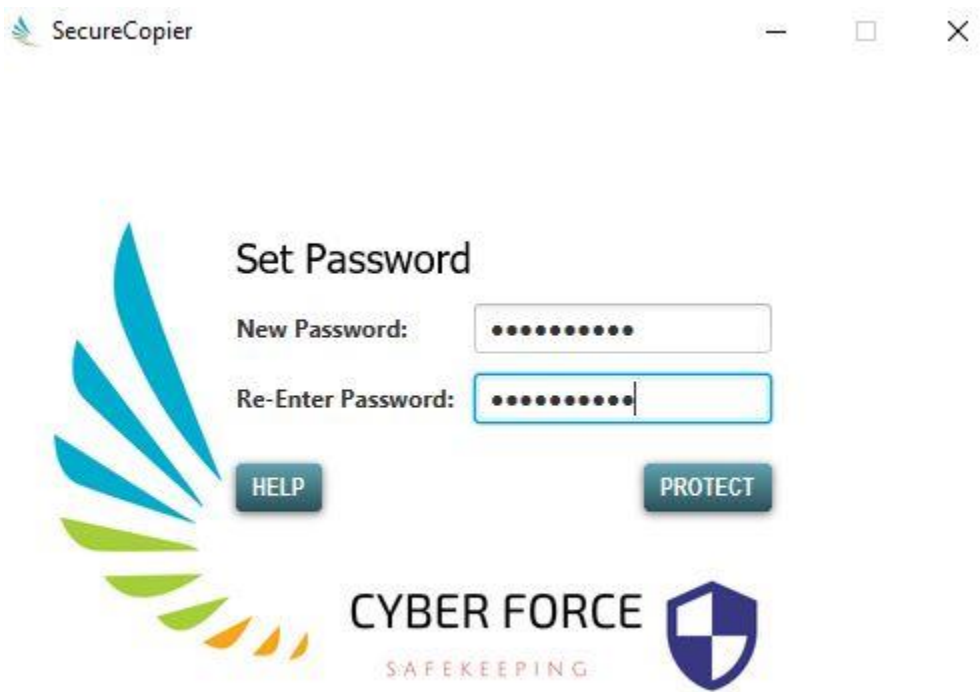 SecureCopier
Set Password
New Password: ••••••••••
Re-Enter Password: ••••••••••
HELP PROTECT
CYBER FORCE
SAFEKEEPING